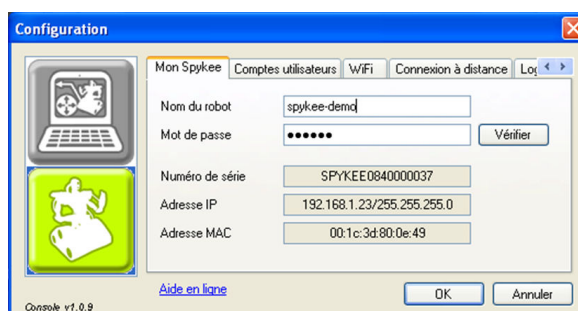 Configuration
Mon Spykee Comptes utilisateurs WiFi Connexion à distance Log
Nom du robot spykee-demo
Mot de passe •••••• Vérifier
Numéro de série SPYKEE0840000037
Adresse IP 192.168.1.23/255.255.255.0
Adresse MAC 00:1c:3d:80:0e:49
Aide en ligne OK Annuler
Console v1.0.9